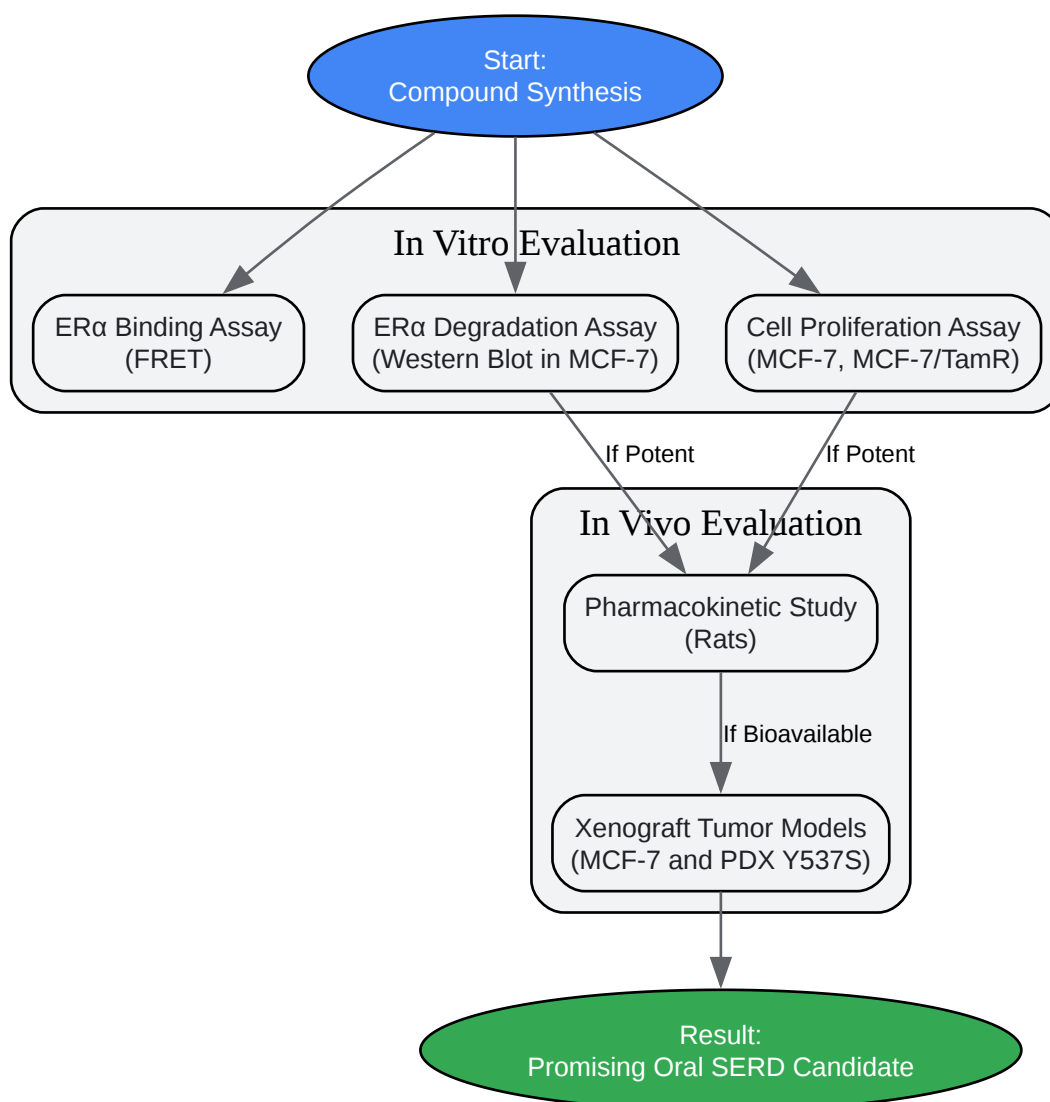 Start:
Compound Synthesis
In Vitro Evaluation
ERα Binding Assay
(FRET)
ERα Degradation Assay
(Western Blot in MCF-7)
Cell Proliferation Assay
(MCF-7, MCF-7/TamR)
If Potent
If Potent
In Vivo Evaluation
Pharmacokinetic Study
(Rats)
If Bioavailable
Xenograft Tumor Models
(MCF-7 and PDX Y537S)
Result:
Promising Oral SERD Candidate